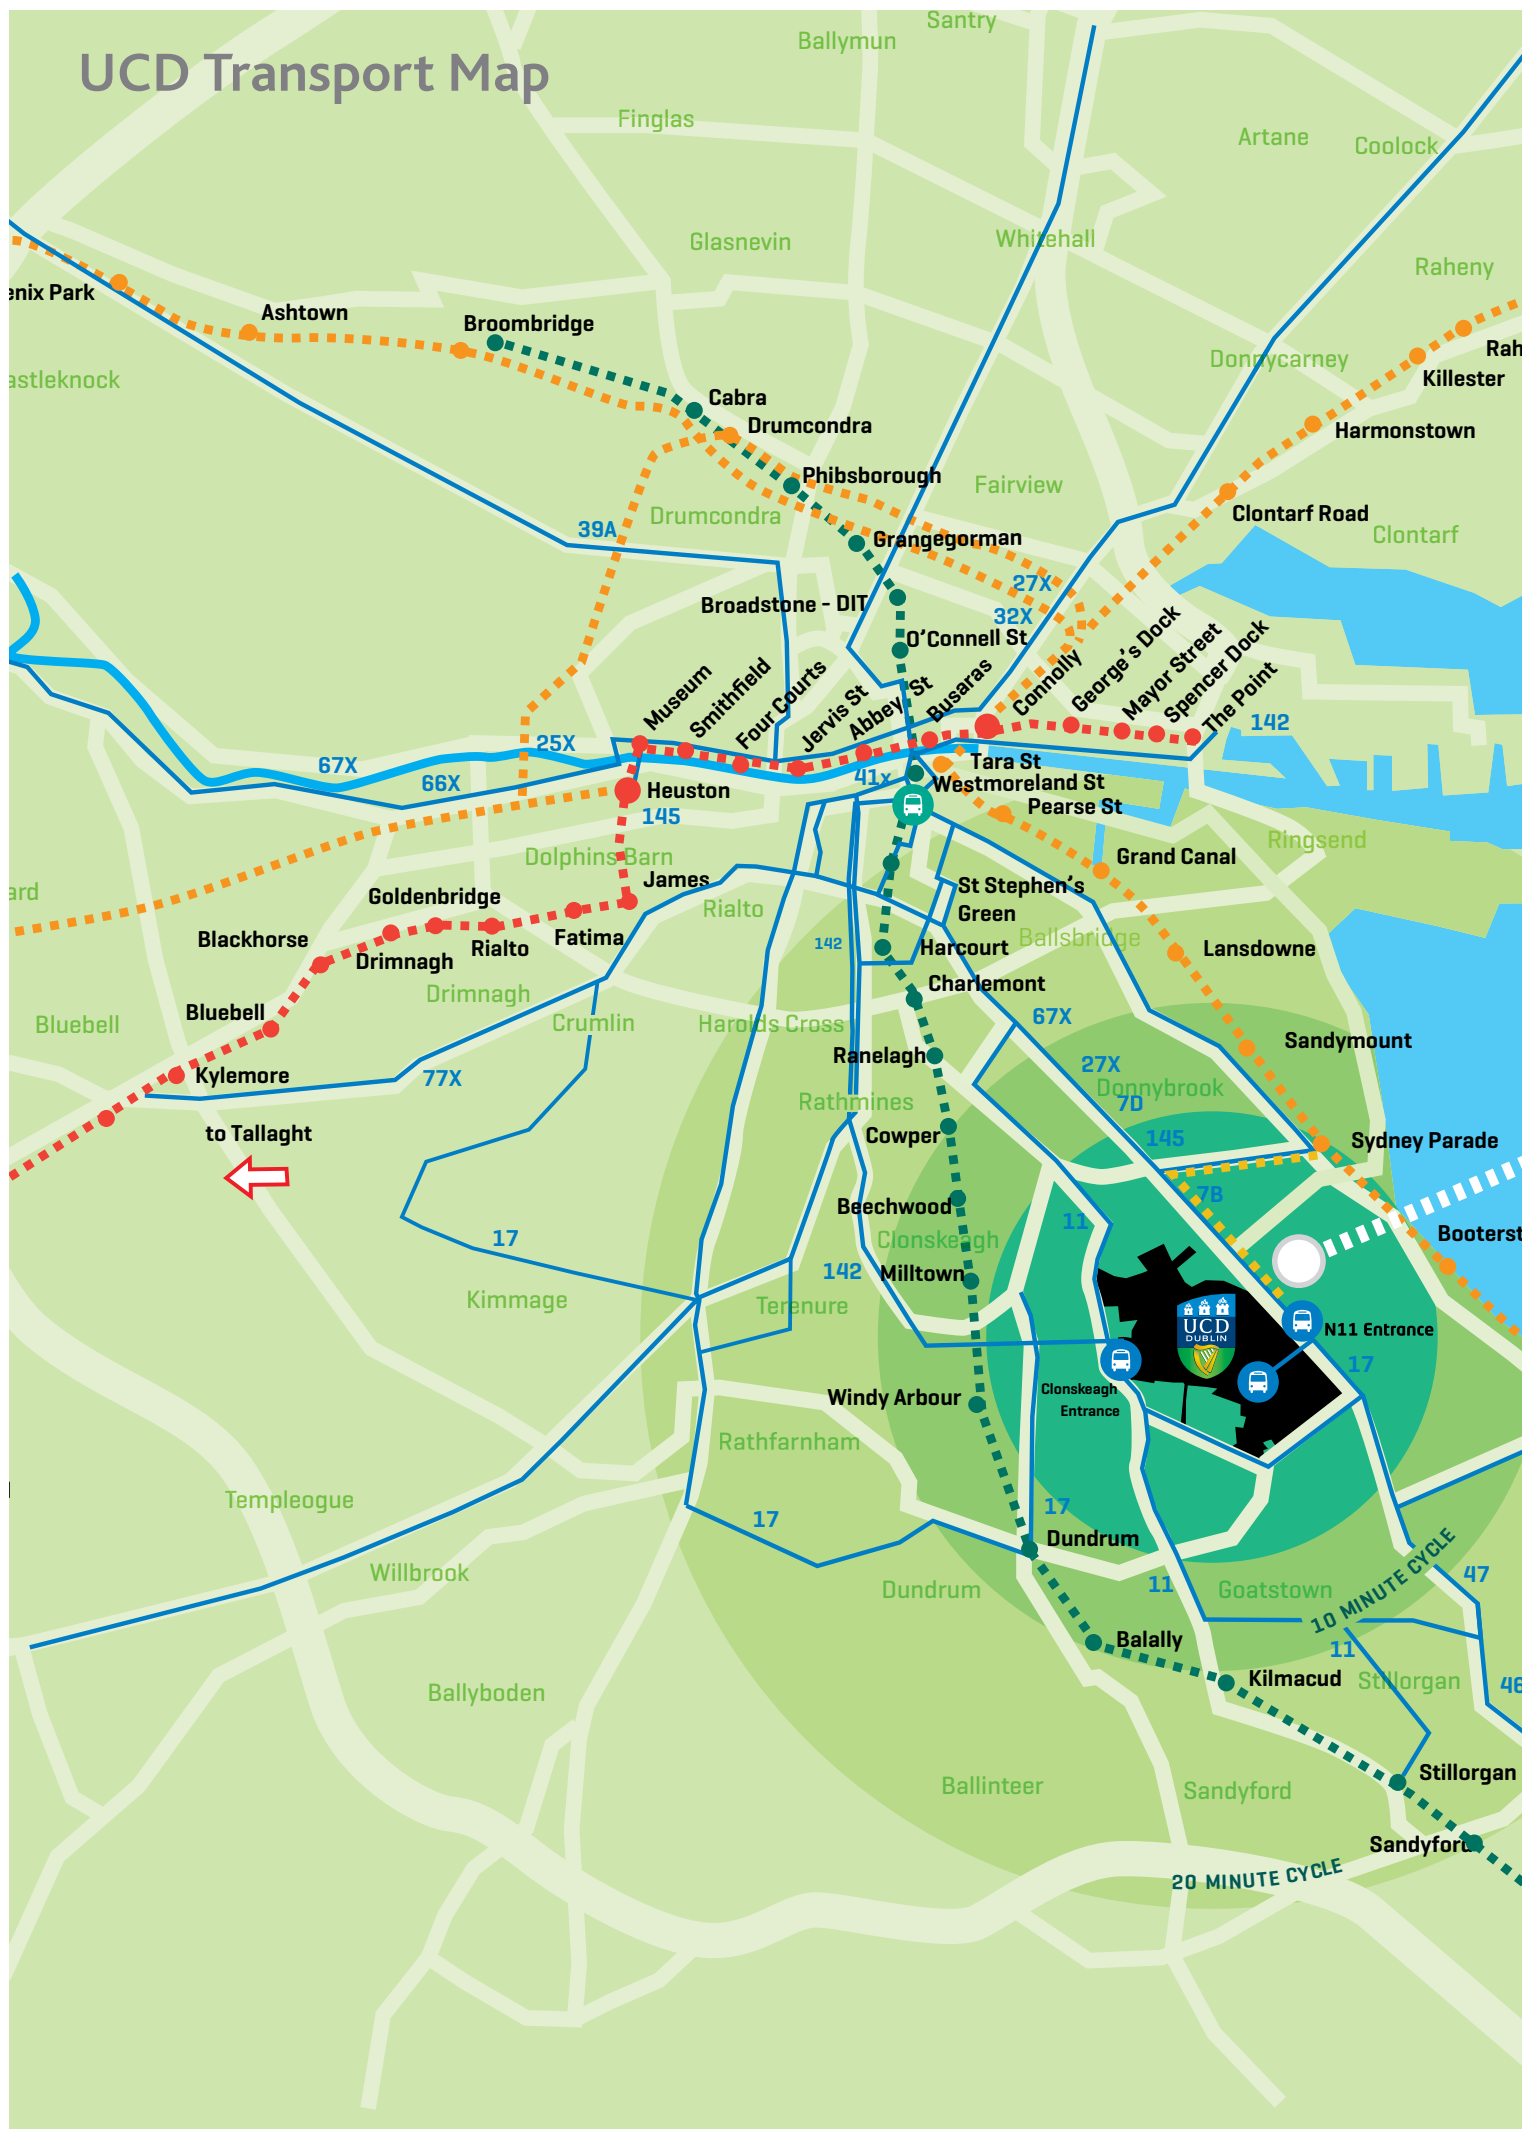 Santry
Ballymun
UCD Transport Map
Finglas
Artane
Coolock
Glasnevin
Whitehall
Raheny
enix Park
Ashtown
Broombridge
Rah
Donnycarney
Killester
astleknock
Cabra
Drumcondra
Harmonstown
Phibsborough
Fairview
Clontarf Road
Drumcondra
39A
Clontarf
Grangegorman
27X
Broadstone - DIT
32X
O'Connell St
Museum
Smithfield
Four Courts
Jervis St
Abbey St
Busaras
Connolly
George's Dock
Mayor Street
Spencer Dock
The Point
142
25X
67X
66X
41x
Tara St
Westmoreland St
Heuston
Pearse St
145
Ringsend
Dolphins Barn
Grand Canal
James
ard
Goldenbridge
St Stephen's
Green
Rialto
Blackhorse
Fatima
Rialto
142
Harcourt
Ballsbridge
Lansdowne
Drimnagh
Charlemont
Drimnagh
Bluebell
Bluebell
Crumlin
Harolds Cross
67X
Sandymount
Ranelagh
Kylemore
77X
27X
Donnybrook
Rathmines
7D
to Tallaght
Cowper
145
Sydney Parade
7B
Beechwood
11
Clonskeagh
Booterst
17
142
Milltown
Kimmage
Terenure
UCD
DUBLIN
N11 Entrance
17
Clonskeagh
Entrance
Windy Arbour
Rathfarnham
Templeogue
17
17
Dundrum
10 MINUTE CYCLE
Willbrook
47
Dundrum
11
Goatstown
Balally
11
Ballyboden
Kilmacud
Stillorgan
46
Stillorgan
Ballinteer
Sandyford
Sandyford
20 MINUTE CYCLE